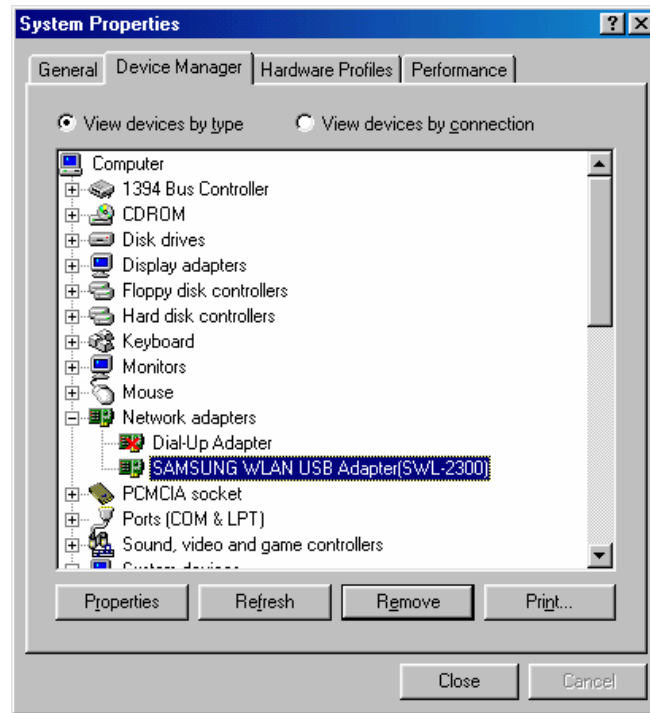 System Properties
General Device Manager Hardware Profiles Performance
View devices by type View devices by connection
Computer
1394 Bus Controller
CDROM
Disk drives
Display adapters
Floppy disk controllers
Hard disk controllers
Keyboard
Monitors
Mouse
Network adapters
Dial-Up Adapter
SAMSUNG WLAN USB Adapter(SWL-2300)
PCMCIA socket
Ports (COM & LPT)
Sound, video and game controllers
System devices
Properties Refresh Remove Print...
Close Cancel